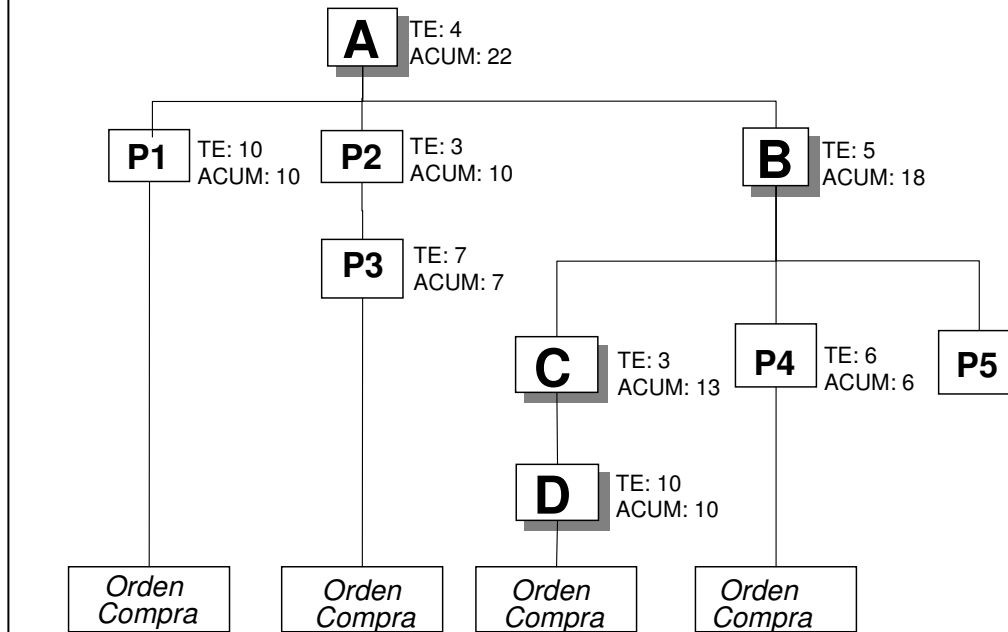 A
TE: 4
ACUM: 22
P1
TE: 10
ACUM: 10
P2
TE: 3
ACUM: 10
B
TE: 5
ACUM: 18
P3
TE: 7
ACUM: 7
C
TE: 3
ACUM: 13
P4
TE: 6
ACUM: 6
P5
D
TE: 10
ACUM: 10
Orden
Compra
Orden
Compra
Orden
Compra
Orden
Compra